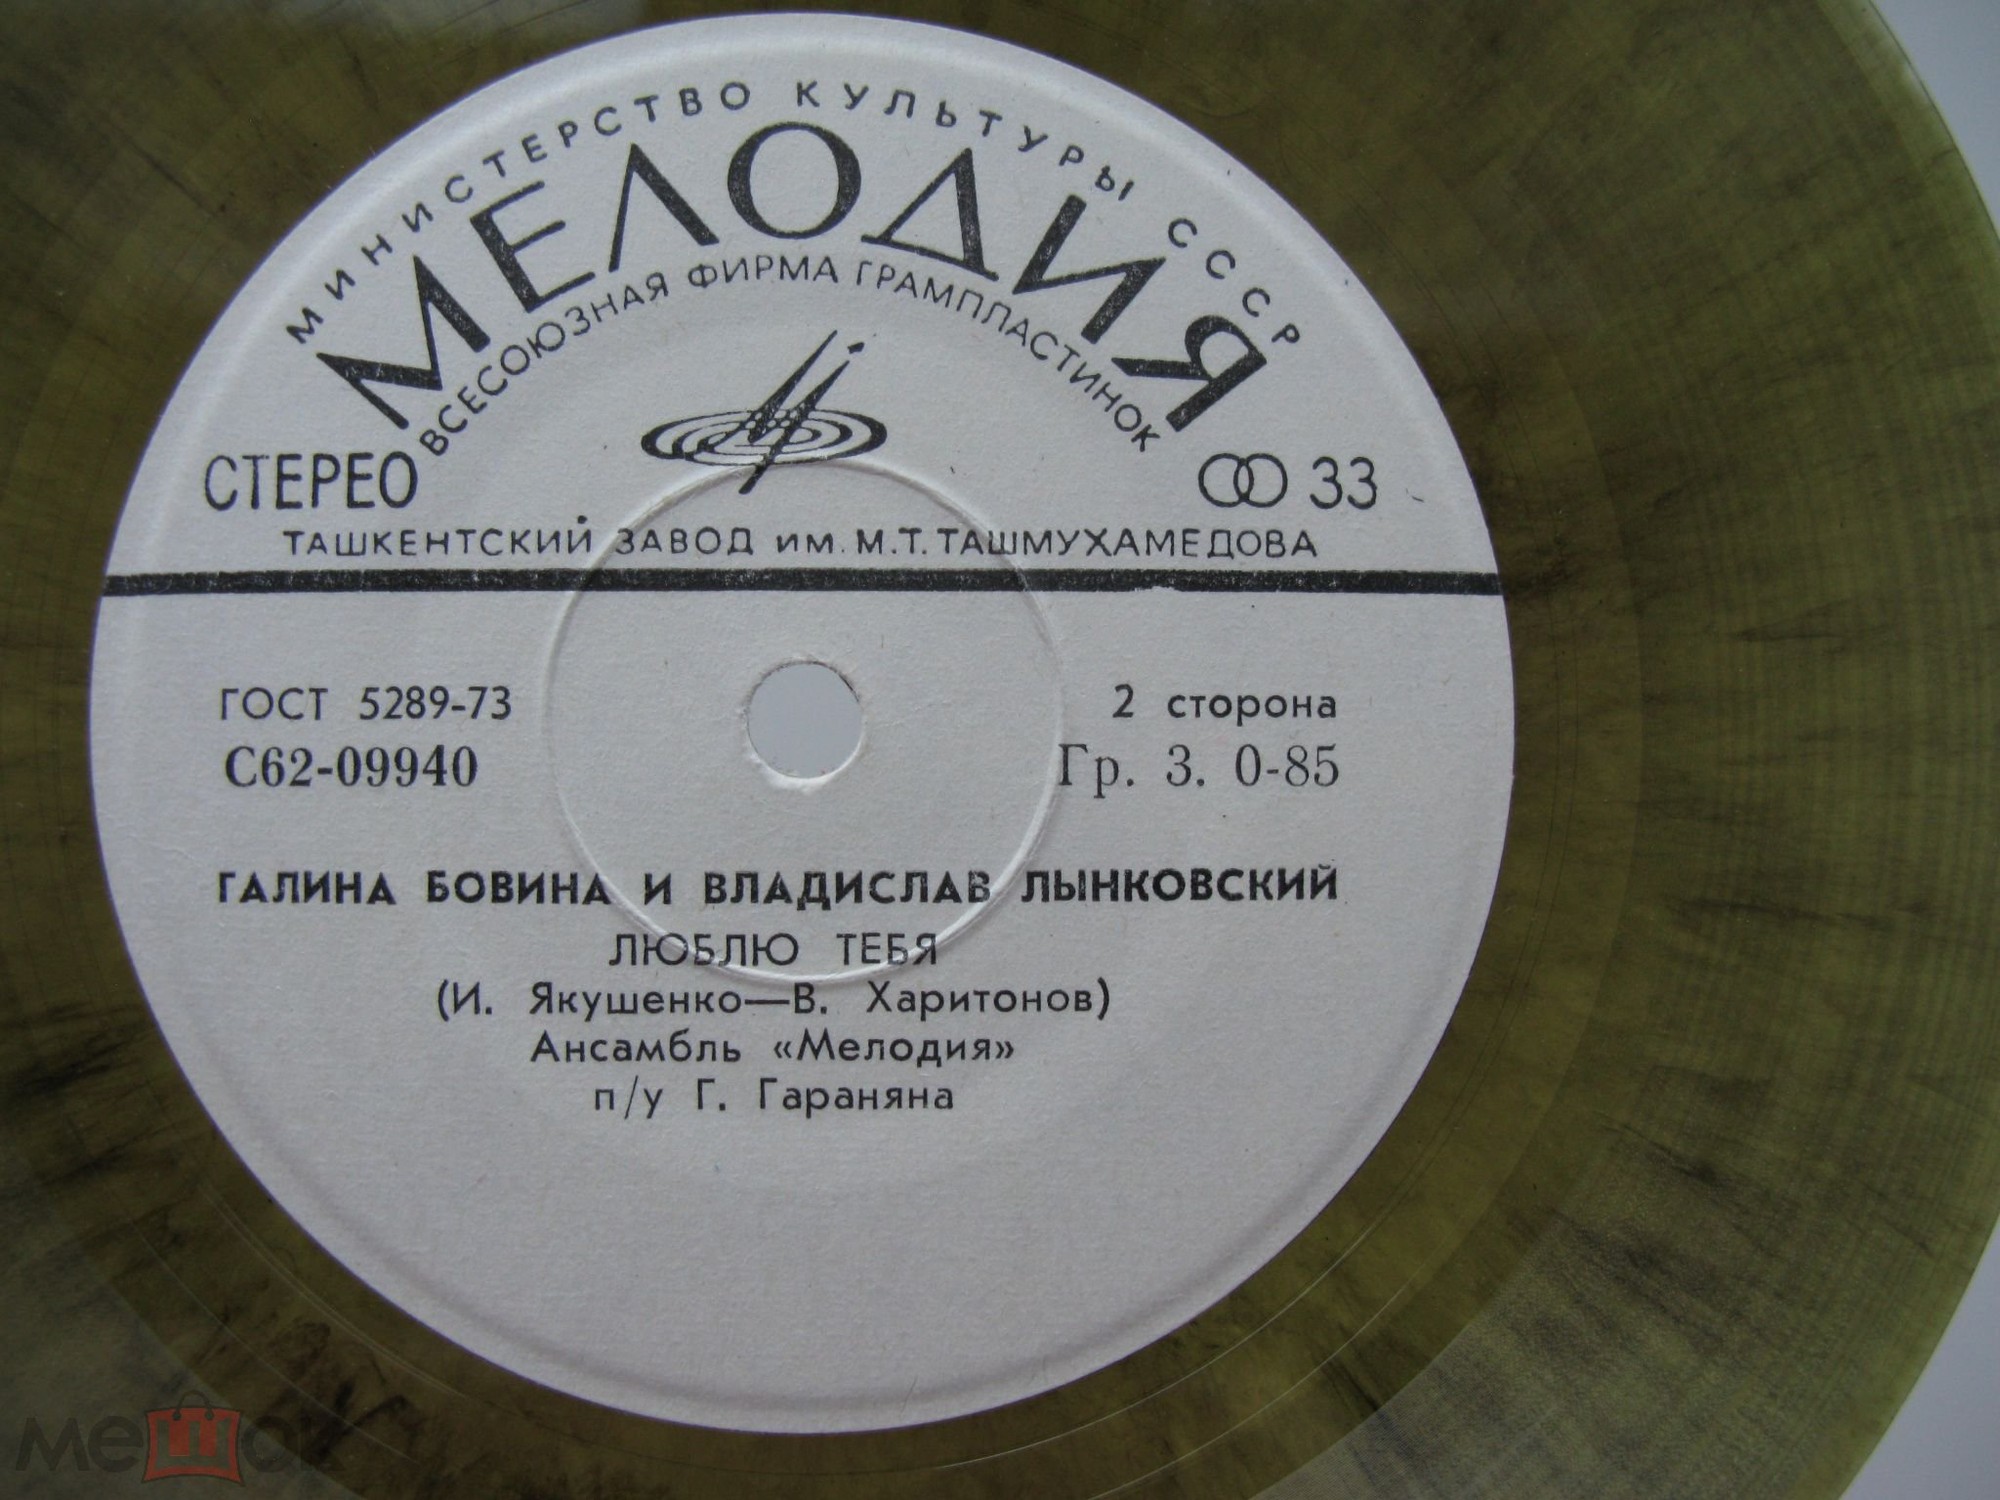 МИНИСТЕРСТВО КУЛЬТУРЫ СССР
МЕЛОДИЯ
ВСЕСОЮЗНАЯ ФИРМА ГРАМПЛАСТИНОК
СТЕРЕО 33
ТАШКЕНТСКИЙ ЗАВОД им. М.Т. ТАШМУХАМЕДОВА
ГОСТ 5289-73 2 сторона
С62-09940 Гр. 3. 0-85
ГАЛИНА БОВИНА И ВЛАДИСЛАВ ЛЫНКОВСКИЙ
ЛЮБЛЮ ТЕБЯ
(И. Якушенко—В. Харитонов)
Ансамбль «Мелодия»
п/у Г. Гараняна
мешок